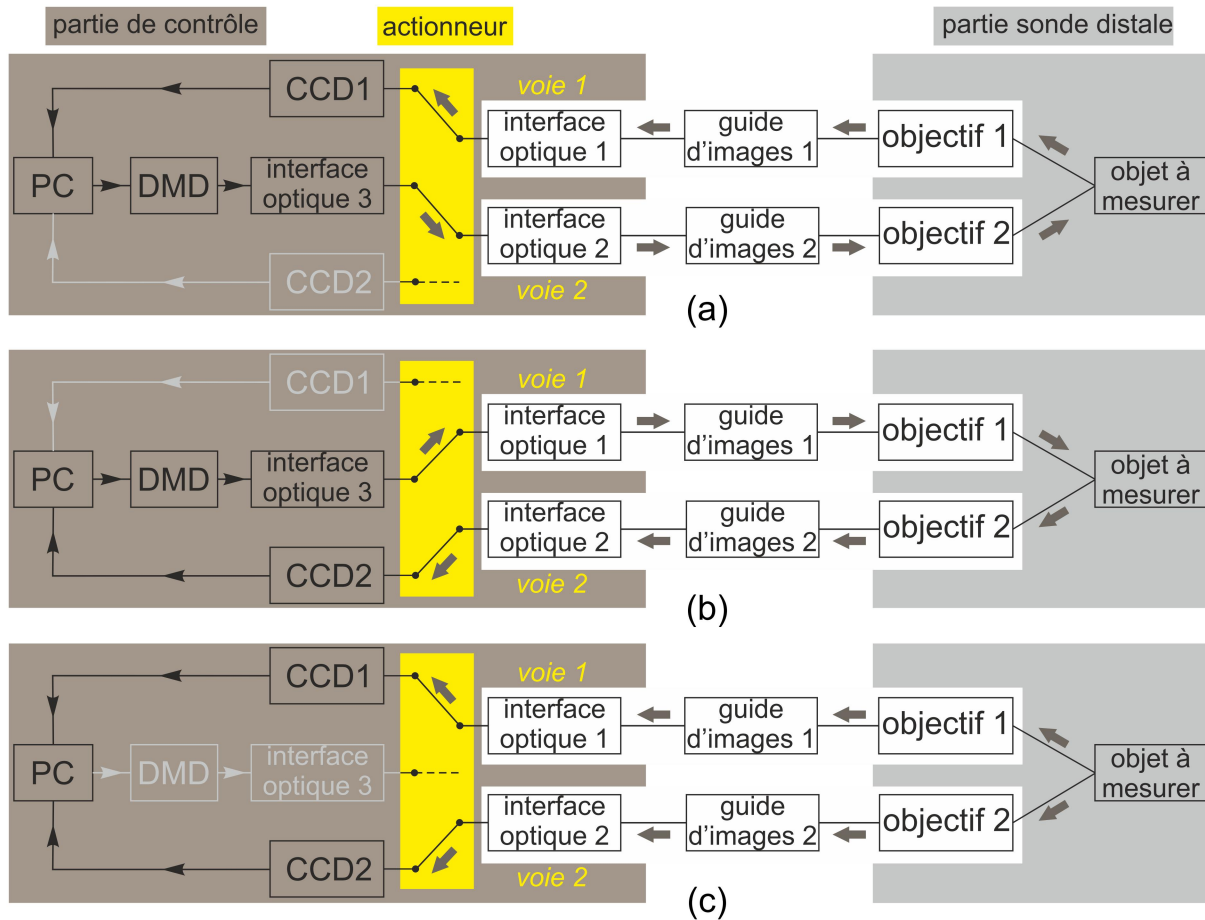 partie de contrôle
actionneur
partie sonde distale
voie 1
CCD1
interface
optique 1
guide
d'images 1
objectif 1
PC
DMD
interface
optique 3
objet à
mesurer
interface
optique 2
guide
d'images 2
objectif 2
CCD2
voie 2
(a)
voie 1
CCD1
interface
optique 1
guide
d'images 1
objectif 1
PC
DMD
interface
optique 3
objet à
mesurer
interface
optique 2
guide
d'images 2
objectif 2
CCD2
voie 2
(b)
voie 1
CCD1
interface
optique 1
guide
d'images 1
objectif 1
PC
DMD
interface
optique 3
objet à
mesurer
interface
optique 2
guide
d'images 2
objectif 2
CCD2
voie 2
(c)